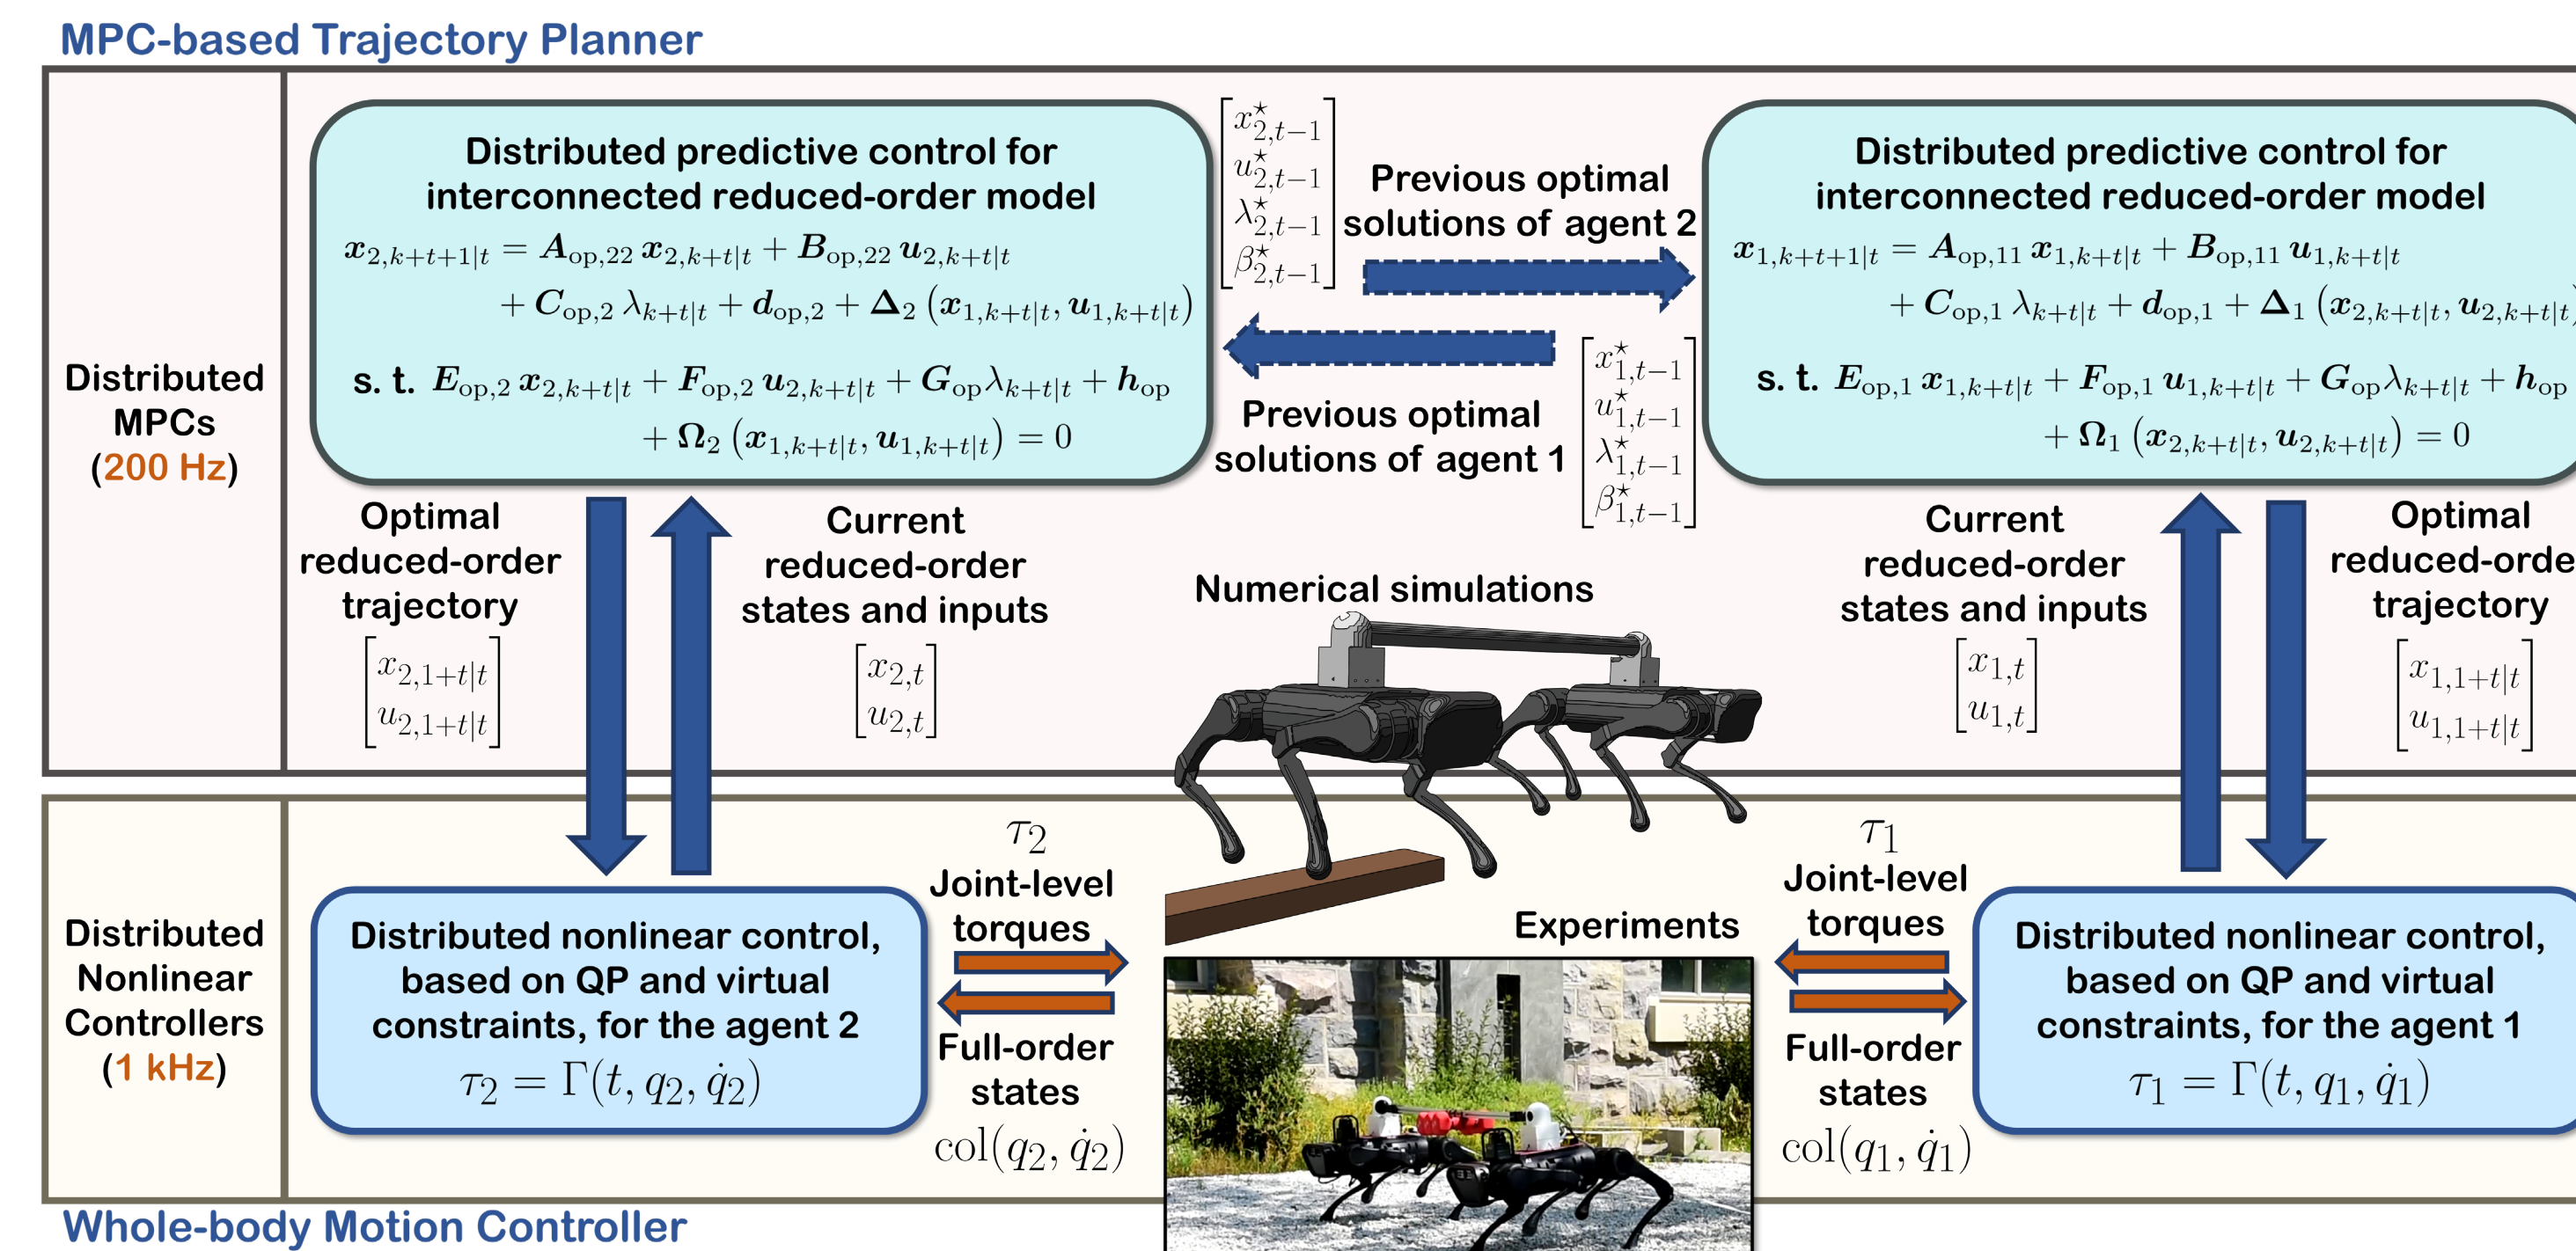 MPC-based Trajectory Planner
Distributed
MPCs
(200 Hz)
Distributed predictive control for
interconnected reduced-order model
x_{2,k+t+1|t} = A_{op,22} x_{2,k+t|t} + B_{op,22} u_{2,k+t|t}
+ C_{op,2} λ_{k+t|t} + d_{op,2} + Δ_2 (x_{1,k+t|t}, u_{1,k+t|t})
s. t. E_{op,2} x_{2,k+t|t} + F_{op,2} u_{2,k+t|t} + G_{op} λ_{k+t|t} + h_{op}
+ Ω_2 (x_{1,k+t|t}, u_{1,k+t|t}) = 0
x^⋆_{2,t−1}
u^⋆_{2,t−1}
λ^⋆_{2,t−1}
β^⋆_{2,t−1}
Previous optimal
solutions of agent 2
Previous optimal
solutions of agent 1
x^⋆_{1,t−1}
u^⋆_{1,t−1}
λ^⋆_{1,t−1}
β^⋆_{1,t−1}
Distributed predictive control for
interconnected reduced-order model
x_{1,k+t+1|t} = A_{op,11} x_{1,k+t|t} + B_{op,11} u_{1,k+t|t}
+ C_{op,1} λ_{k+t|t} + d_{op,1} + Δ_1 (x_{2,k+t|t}, u_{2,k+t|t})
s. t. E_{op,1} x_{1,k+t|t} + F_{op,1} u_{1,k+t|t} + G_{op} λ_{k+t|t} + h_{op}
+ Ω_1 (x_{2,k+t|t}, u_{2,k+t|t}) = 0
Optimal
reduced-order
trajectory
x_{2,1+t|t}
u_{2,1+t|t}
Current
reduced-order
states and inputs
x_{2,t}
u_{2,t}
Numerical simulations
Current
reduced-order
states and inputs
x_{1,t}
u_{1,t}
Optimal
reduced-orde
trajectory
x_{1,1+t|t}
u_{1,1+t|t}
Distributed
Nonlinear
Controllers
(1 kHz)
Distributed nonlinear control,
based on QP and virtual
constraints, for the agent 2
τ_2 = Γ(t, q_2, q̇_2)
τ_2
Joint-level
torques
Full-order
states
col(q_2, q̇_2)
Experiments
τ_1
Joint-level
torques
Full-order
states
col(q_1, q̇_1)
Distributed nonlinear control,
based on QP and virtual
constraints, for the agent 1
τ_1 = Γ(t, q_1, q̇_1)
Whole-body Motion Controller